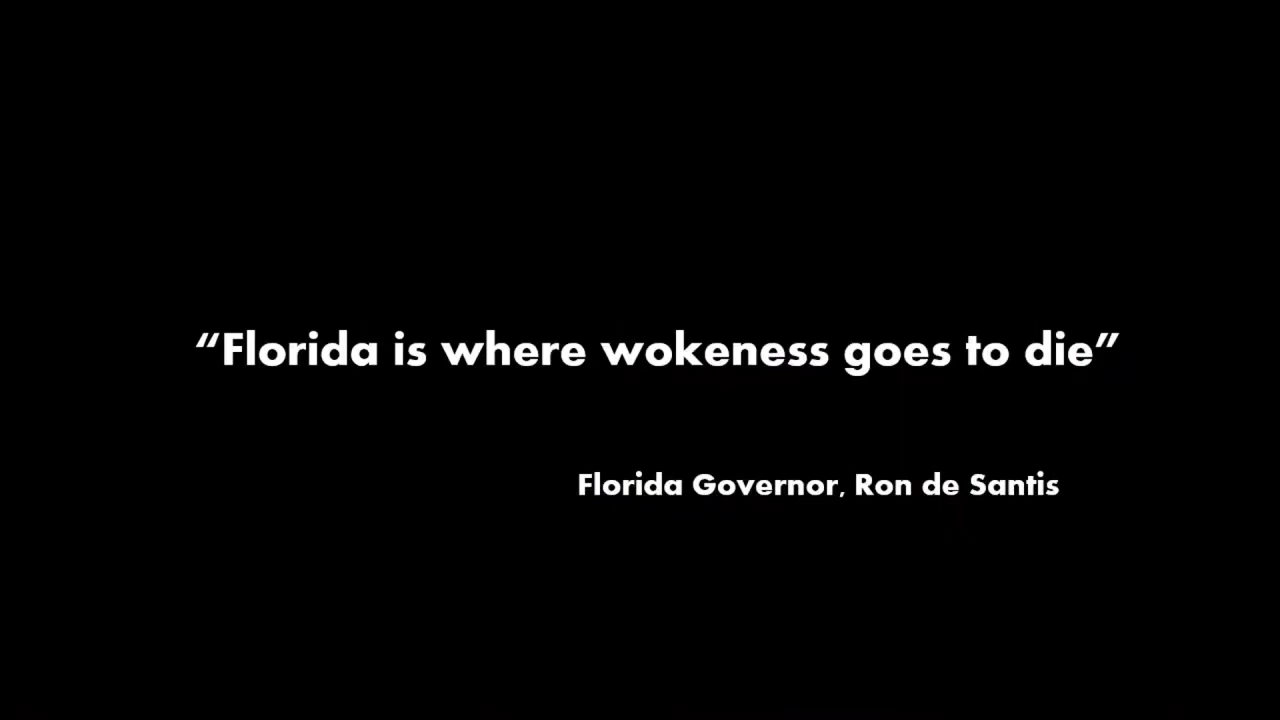 “Florida is where wokeness goes to die”
Florida Governor, Ron de Santis